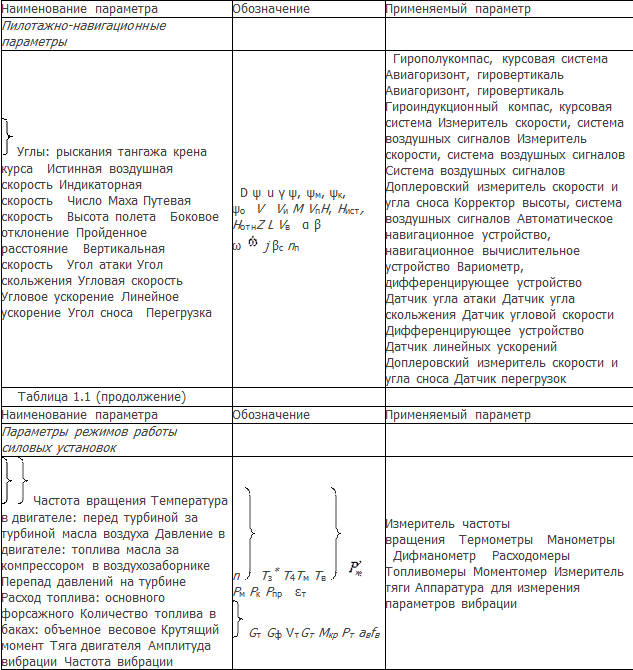 Наименование параметра
Обозначение
Применяемый параметр
Пилотажно-навигационные
параметры
Углы: рыскания тангажа крена
курса Истинная воздушная
скорость Индикаторная
скорость Число Маха Путевая
скорость Высота полета Боковое
отклонение Пройденное
расстояние Вертикальная
скорость Угол атаки Угол
скольжения Угловая скорость
Угловое ускорение Линейное
ускорение Угол сноса Перегрузка
D ψ u γ ψ, ψм, ψк,
ψо V Vи M VпH, Hист,
HотнZ L Vв α β
ω ω̇ j βс nп
Гирополукомпас, курсовая система
Авиагоризонт, гировертикаль
Авиагоризонт, гировертикаль
Гироиндукционный компас, курсовая
система Измеритель скорости, система
воздушных сигналов Измеритель
скорости, система воздушных сигналов
Система воздушных сигналов
Доплеровский измеритель скорости и
угла сноса Корректор высоты, система
воздушных сигналов Автоматическое
навигационное устройство,
навигационное вычислительное
устройство Вариометр,
дифференцирующее устройство
Датчик угла атаки Датчик угла
скольжения Датчик угловой скорости
Дифференцирующее устройство
Датчик линейных ускорений
Доплеровский измеритель скорости и
угла сноса Датчик перегрузок
Таблица 1.1 (продолжение)
Наименование параметра
Обозначение
Применяемый параметр
Параметры режимов работы
силовых установок
Частота вращения Температура
в двигателе: перед турбиной за
турбиной масла воздуха Давление в
двигателе: топлива масла за
компрессором в воздухозаборнике
Перепад давлений на турбине
Расход топлива: основного
форсажного Количество топлива в
баках: объемное весовое Крутящий
момент Тяга двигателя Амплитуда
вибрации Частота вибрации
n } Tз* T4Tм Tв }
Pм Pк Pпр εт
Gт Gф VтGт Mкр Pт aвfв
Измеритель частоты
вращения Термометры Манометры
Дифманометр Расходомеры
Топливомеры Моментомер Измеритель
тяги Аппаратура для измерения
параметров вибрации